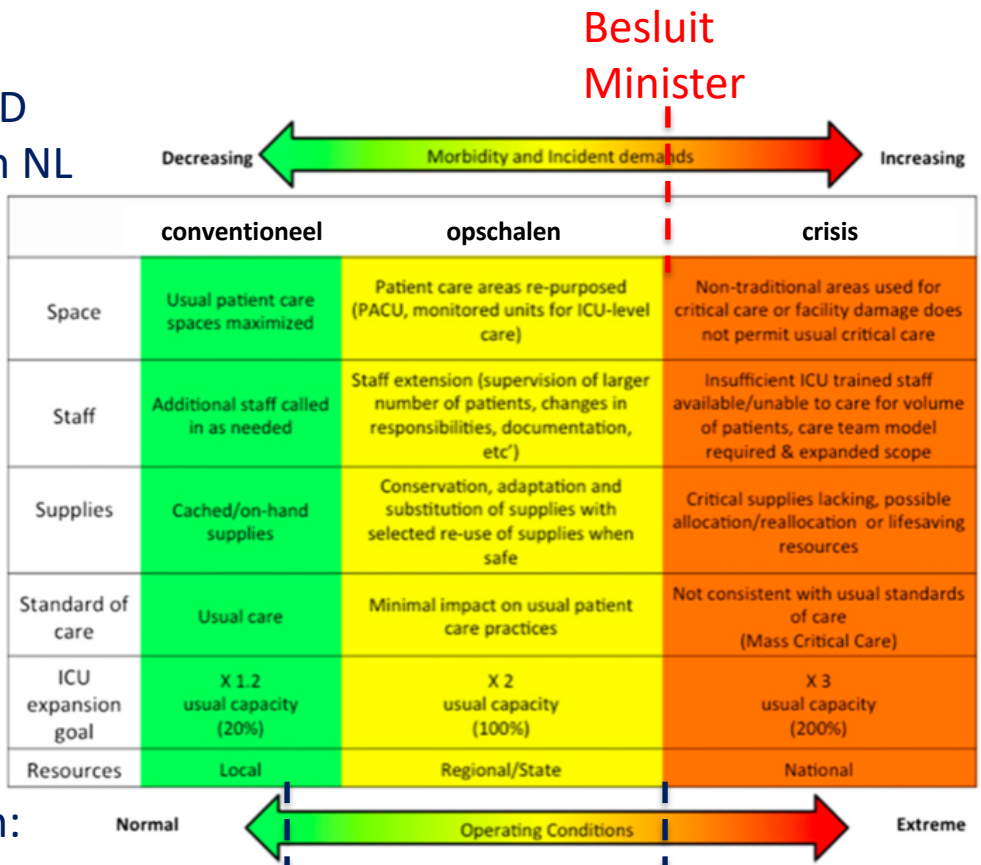 Besluit
Minister
D
n NL
Decreasing
Morbidity and Incident demands
Increasing
conventioneel
opschalen
crisis
Space
Usual patient care
spaces maximized
Patient care areas re-purposed
(PACU, monitored units for ICU-level
care)
Non-traditional areas used for
critical care or facility damage does
not permit usual critical care
Staff
Additional staff called
in as needed
Staff extension (supervision of larger
number of patients, changes in
responsibilities, documentation,
etc')
Insufficient ICU trained staff
available/unable to care for volume
of patients, care team model
required & expanded scope
Supplies
Cached/on-hand
supplies
Conservation, adaptation and
substitution of supplies with
selected re-use of supplies when
safe
Critical supplies lacking, possible
allocation/reallocation or lifesaving
resources
Standard of
care
Usual care
Minimal impact on usual patient
care practices
Not consistent with usual standards
of care
(Mass Critical Care)
ICU
expansion
goal
X 1.2
usual capacity
(20%)
X 2
usual capacity
(100%)
X 3
usual capacity
(200%)
Resources
Local
Regional/State
National
n:
Normal
Operating Conditions
Extreme